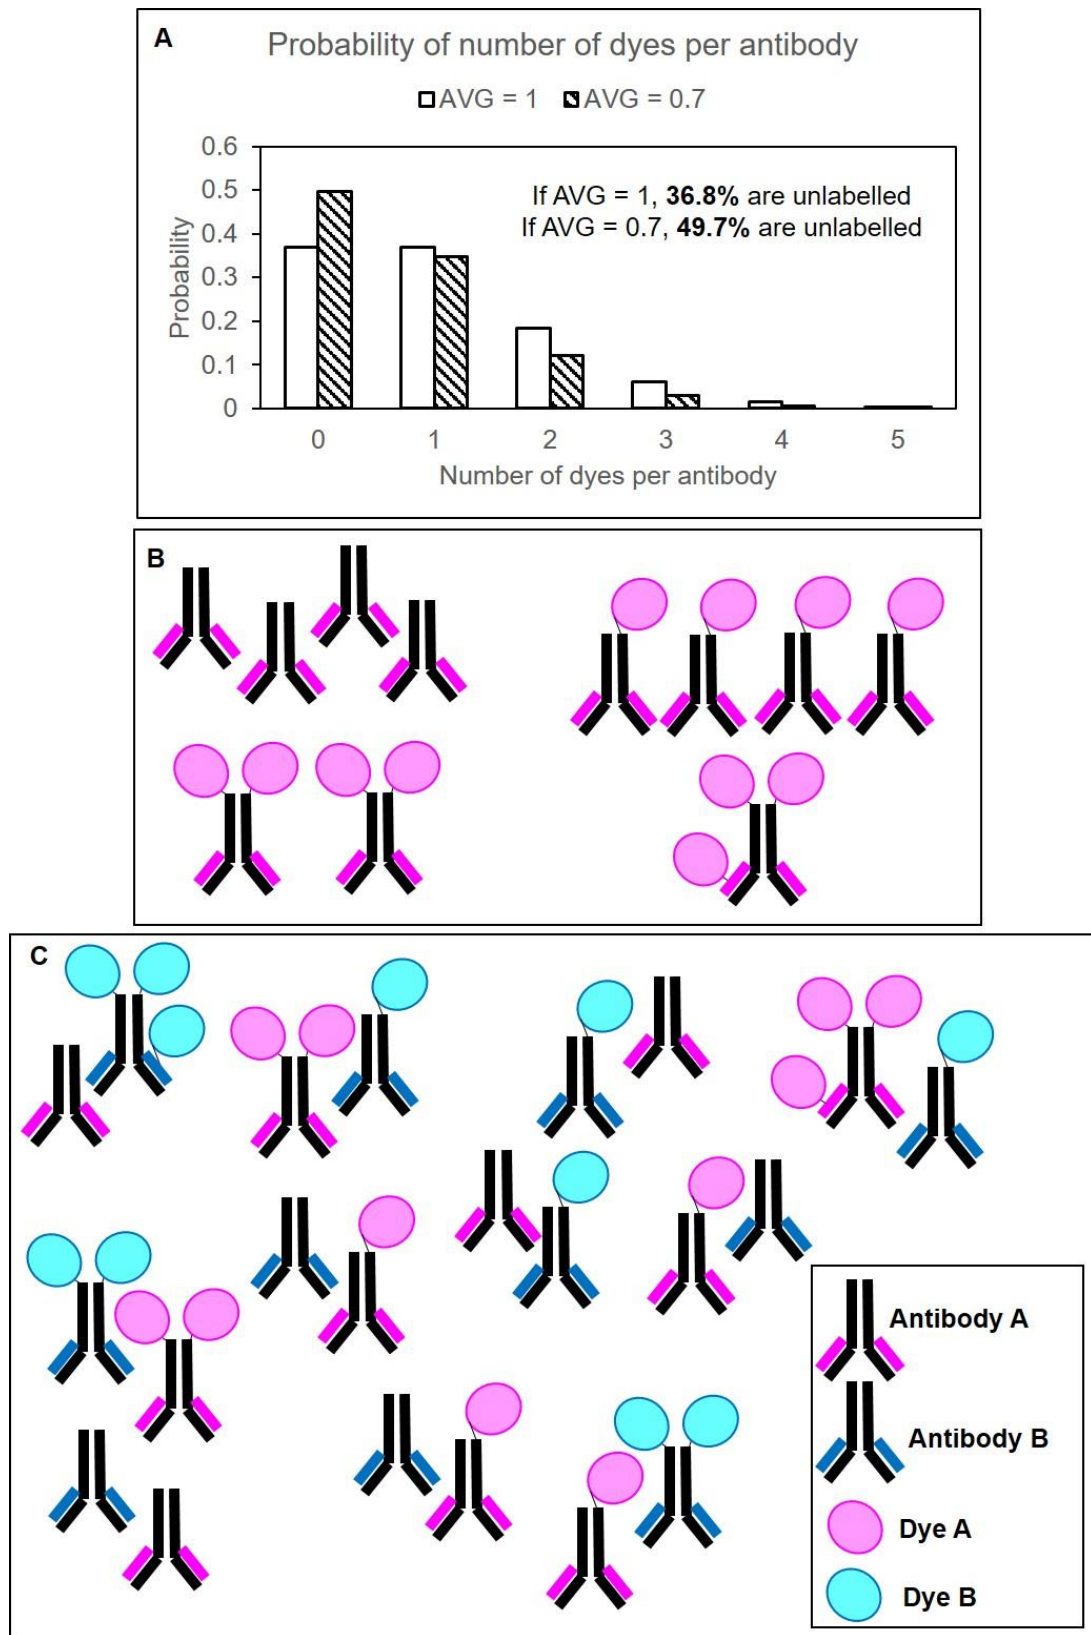 A
Probability of number of dyes per antibody
AVG = 1 AVG = 0.7
0.6
0.5
0.4
0.3
0.2
0.1
0
Probability
If AVG = 1, 36.8% are unlabelled
If AVG = 0.7, 49.7% are unlabelled
0 1 2 3 4 5
Number of dyes per antibody
B
C
Antibody A
Antibody B
Dye A
Dye B